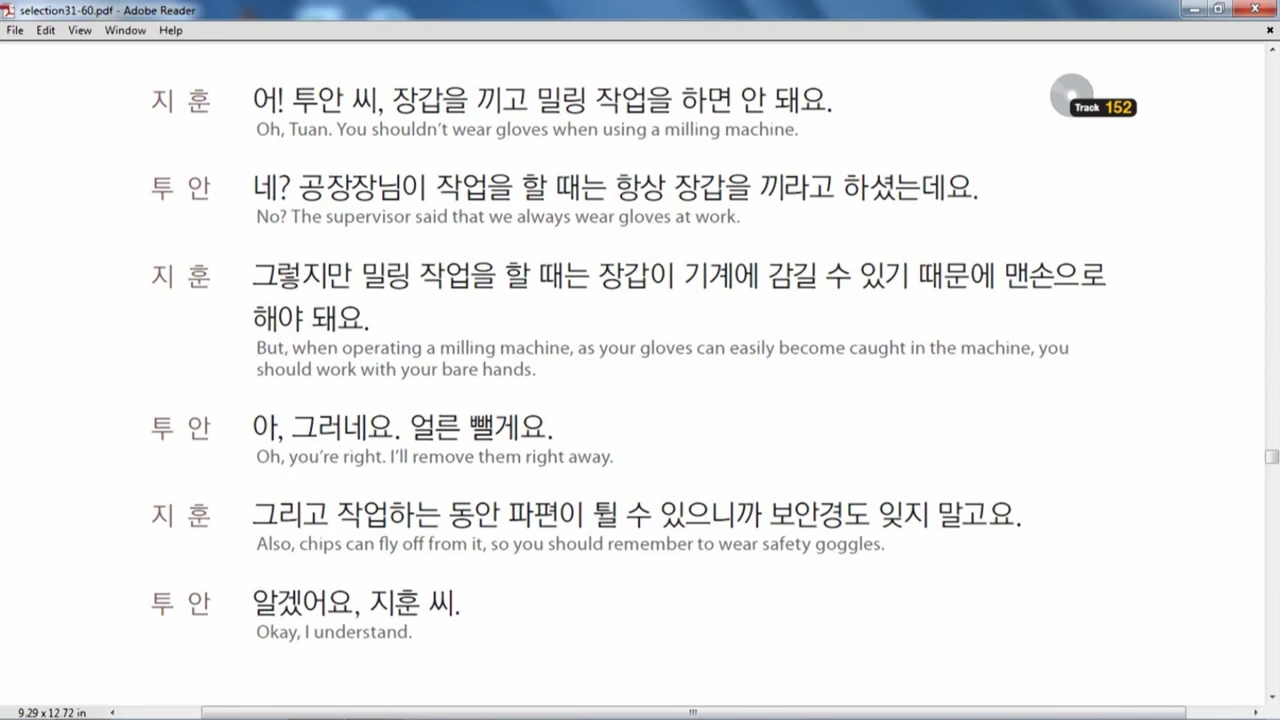 selection31-60.pdf - Adobe Reader
File Edit View Window Help
지 훈 어! 투안 씨, 장갑을 끼고 밀링 작업을 하면 안 돼요.
Track 152
Oh, Tuan. You shouldn't wear gloves when using a milling machine.
투 안 네? 공장장님이 작업을 할 때는 항상 장갑을 끼라고 하셨는데요.
No? The supervisor said that we always wear gloves at work.
지 훈 그렇지만 밀링 작업을 할 때는 장갑이 기계에 감길 수 있기 때문에 맨손으로
해야 돼요.
But, when operating a milling machine, as your gloves can easily become caught in the machine, you
should work with your bare hands.
투 안 아, 그러네요. 얼른 뺄게요.
Oh, you're right. I'll remove them right away.
지 훈 그리고 작업하는 동안 파편이 튈 수 있으니까 보안경도 잊지 말고요.
Also, chips can fly off from it, so you should remember to wear safety goggles.
투 안 알겠어요, 지훈 씨.
Okay, I understand.
9.29 x 12.72 in